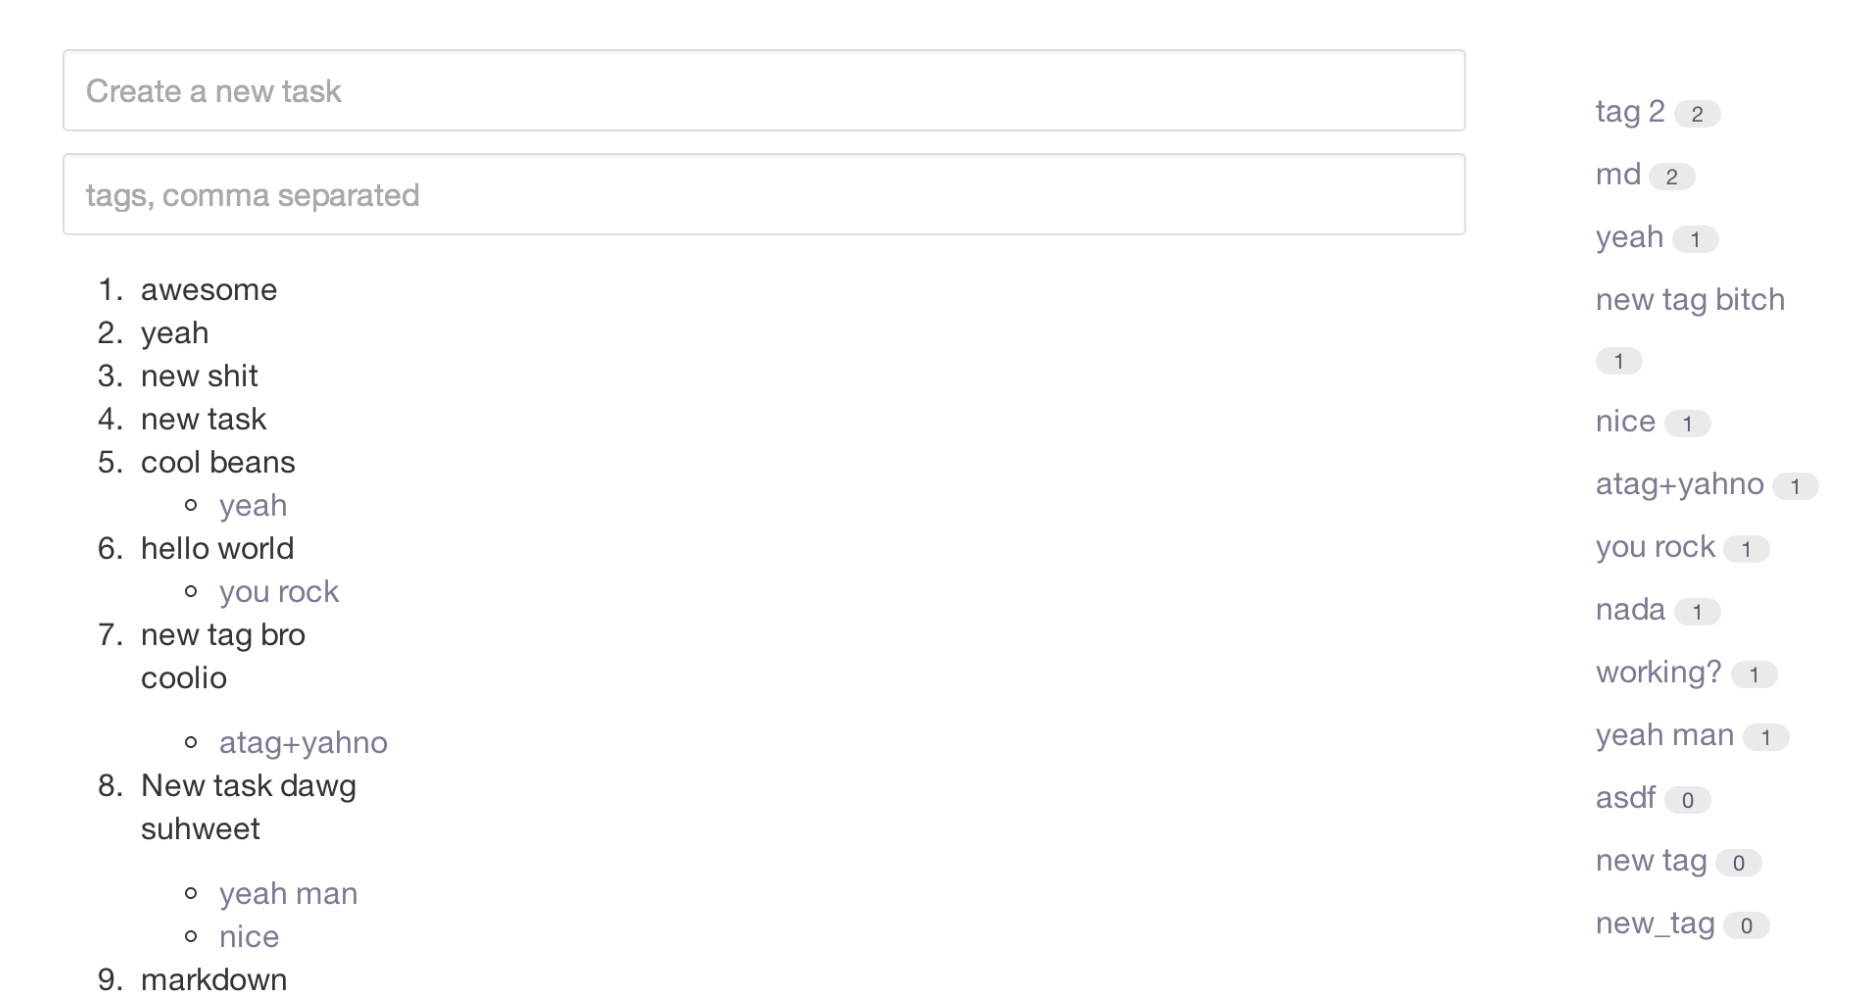 Create a new task
tags, comma separated
1. awesome
2. yeah
3. new shit
4. new task
5. cool beans
yeah
6. hello world
you rock
7. new tag bro
coolio
atag+yahno
8. New task dawg
suhweet
yeah man
nice
9. markdown
tag 2 2
md 2
yeah 1
new tag bitch
1
nice 1
atag+yahno 1
you rock 1
nada 1
working? 1
yeah man 1
asdf 0
new tag 0
new_tag 0